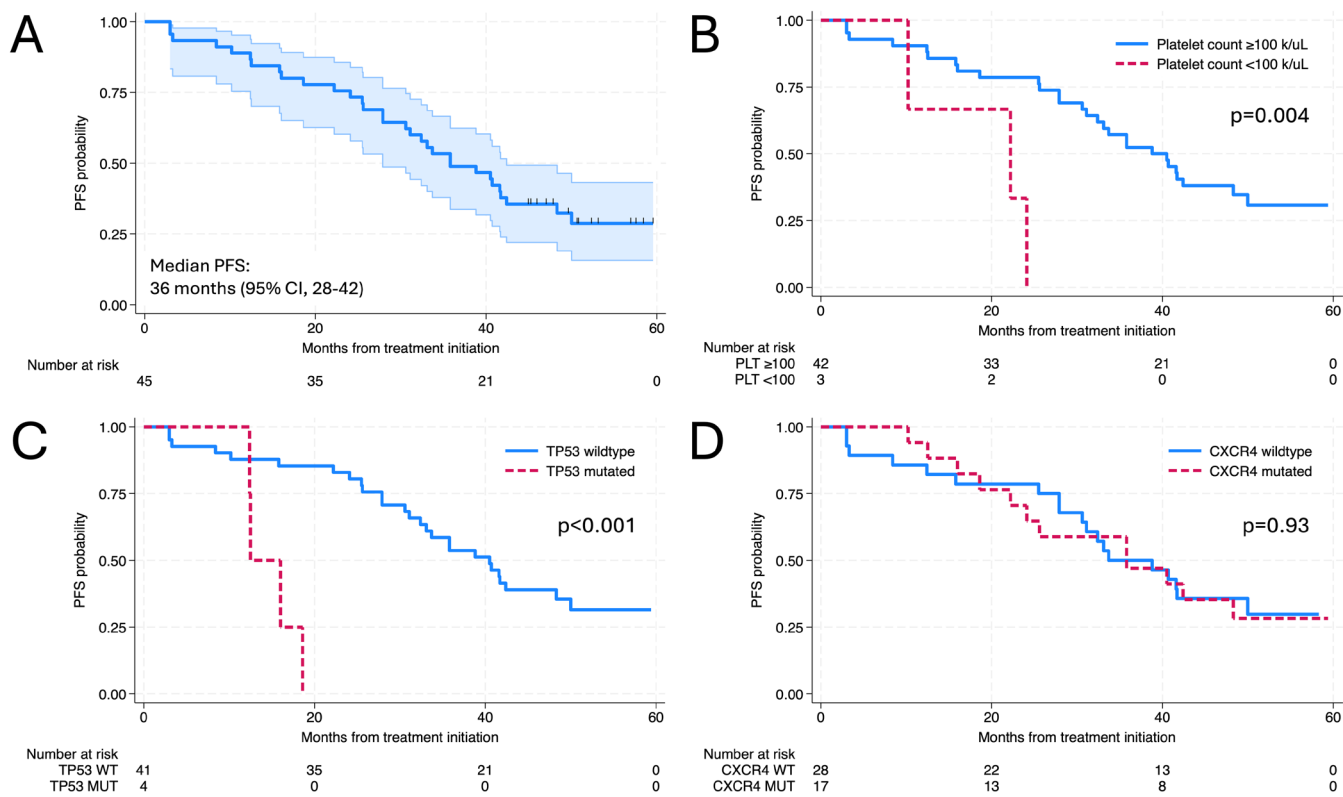 A
1.00
0.75
0.50
0.25
0.00
PFS probability
Median PFS:
36 months (95% CI, 28-42)
0 20 40 60
Months from treatment initiation
Number at risk
45 35 21 0
B
1.00
0.75
0.50
0.25
0.00
PFS probability
Platelet count ≥100 k/uL
Platelet count <100 k/uL
p=0.004
0 20 40 60
Months from treatment initiation
Number at risk
PLT ≥100 42 33 21 0
PLT <100 3 2 0 0
C
1.00
0.75
0.50
0.25
0.00
PFS probability
TP53 wildtype
TP53 mutated
p<0.001
0 20 40 60
Months from treatment initiation
Number at risk
TP53 WT 41 35 21 0
TP53 MUT 4 0 0 0
D
1.00
0.75
0.50
0.25
0.00
PFS probability
CXCR4 wildtype
CXCR4 mutated
p=0.93
0 20 40 60
Months from treatment initiation
Number at risk
CXCR4 WT 28 22 13 0
CXCR4 MUT 17 13 8 0